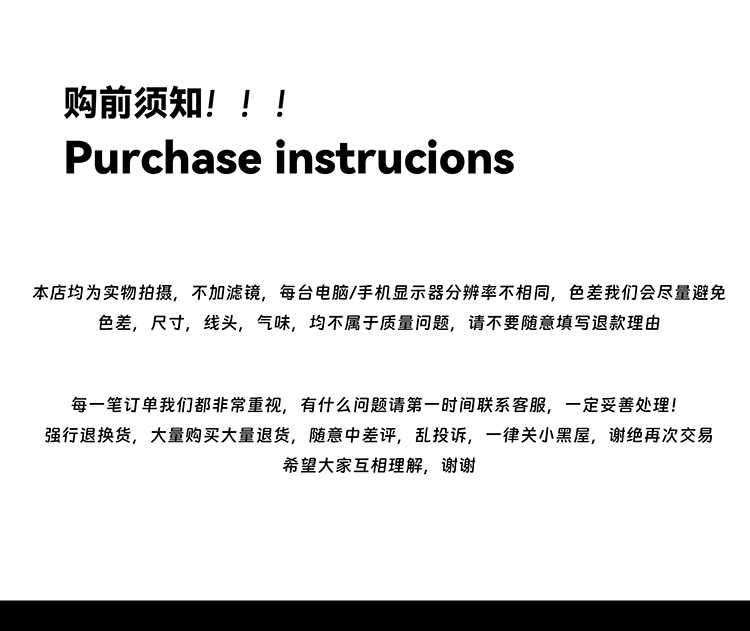 购前须知！！！
Purchase instrucions
本店均为实物拍摄，不加滤镜，每台电脑/手机显示器分辨率不相同，色差我们会尽量避免
色差，尺寸，线头，气味，均不属于质量问题，请不要随意填写退款理由
每一笔订单我们都非常重视，有什么问题请第一时间联系客服，一定妥善处理！
强行退换货，大量购买大量退货，随意中差评，乱投诉，一律关小黑屋，谢绝再次交易
希望大家互相理解，谢谢